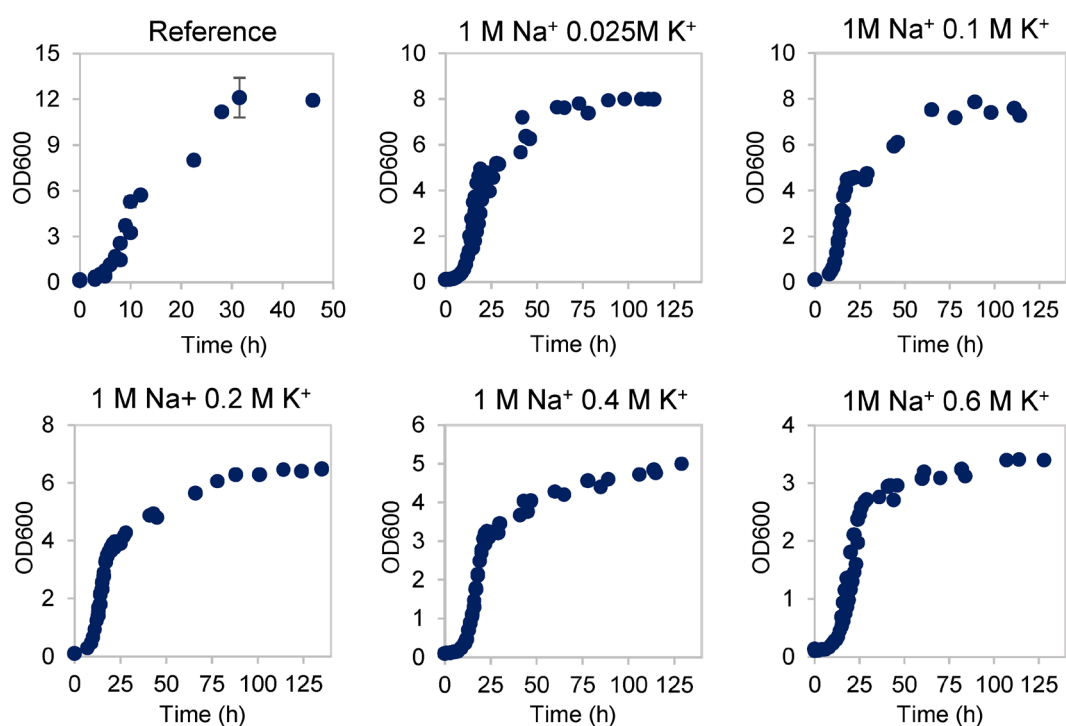 Reference
OD600
15
12
9
6
3
0
0 10 20 30 40 50
Time (h)
1 M Na⁺ 0.025M K⁺
OD600
10
8
6
4
2
0
0 25 50 75 100 125
Time (h)
1M Na⁺ 0.1 M K⁺
OD600
10
8
6
4
2
0
0 25 50 75 100 125
Time (h)
1 M Na+ 0.2 M K⁺
OD600
8
6
4
2
0
0 25 50 75 100 125
Time (h)
1 M Na⁺ 0.4 M K⁺
OD600
6
5
4
3
2
1
0
0 25 50 75 100 125
Time (h)
1M Na⁺ 0.6 M K⁺
OD600
4
3
2
1
0
0 25 50 75 100 125
Time (h)